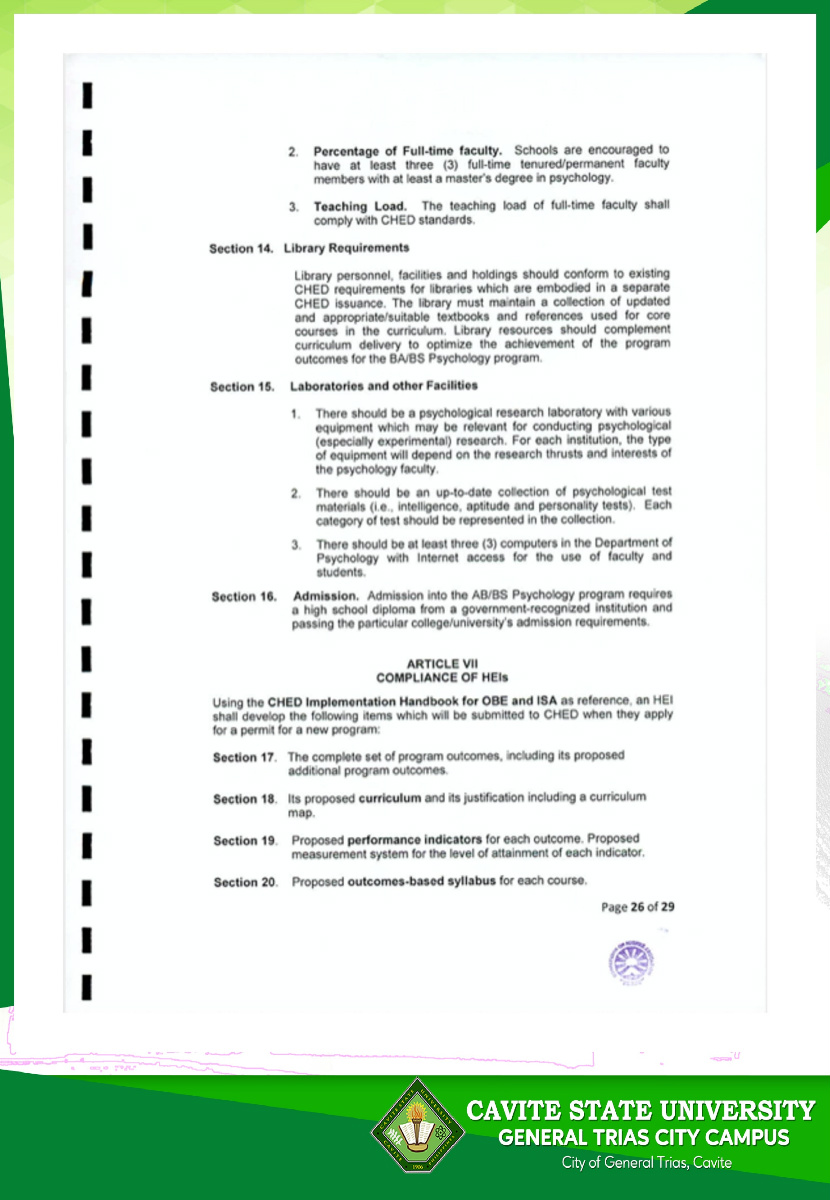 2. Percentage of Full-time faculty. Schools are encouraged to
have at least three (3) full-time tenured/permanent faculty
members with at least a master's degree in psychology.
3. Teaching Load. The teaching load of full-time faculty shall
comply with CHED standards.
Section 14. Library Requirements
Library personnel, facilities and holdings should conform to existing
CHED requirements for libraries which are embodied in a separate
CHED issuance. The library must maintain a collection of updated
and appropriate/suitable textbooks and references used for core
courses in the curriculum. Library resources should complement
curriculum delivery to optimize the achievement of the program
outcomes for the BA/BS Psychology program.
Section 15. Laboratories and other Facilities
1. There should be a psychological research laboratory with various
equipment which may be relevant for conducting psychological
(especially experimental) research. For each institution, the type
of equipment will depend on the research thrusts and interests of
the psychology faculty.
2. There should be an up-to-date collection of psychological test
materials (i.e., intelligence, aptitude and personality tests). Each
category of test should be represented in the collection.
3. There should be at least three (3) computers in the Department of
Psychology with Internet access for the use of faculty and
students.
Section 16. Admission. Admission into the AB/BS Psychology program requires
a high school diploma from a government-recognized institution and
passing the particular college/university's admission requirements.
ARTICLE VII
COMPLIANCE OF HEIs
Using the CHED Implementation Handbook for OBE and ISA as reference, an HEI
shall develop the following items which will be submitted to CHED when they apply
for a permit for a new program:
Section 17. The complete set of program outcomes, including its proposed
additional program outcomes.
Section 18. Its proposed curriculum and its justification including a curriculum
map.
Section 19. Proposed performance indicators for each outcome. Proposed
measurement system for the level of attainment of each indicator.
Section 20. Proposed outcomes-based syllabus for each course.
Page 26 of 29
CAVITE STATE UNIVERSITY
GENERAL TRIAS CITY CAMPUS
City of General Trias, Cavite
1906